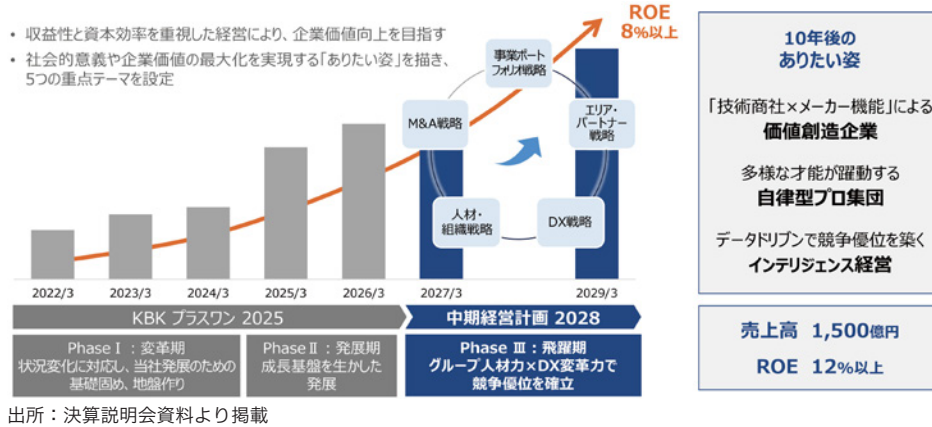 • 収益性と資本効率を重視した経営により、企業価値向上を目指す
• 社会的意義や企業価値の最大化を実現する「ありたい姿」を描き、
5つの重点テーマを設定
ROE
8%以上
事業ポート
フォリオ戦略
M&A戦略
エリア・
パートナー
戦略
人材・
組織戦略
DX戦略
2022/3
2023/3
2024/3
2025/3
2026/3
2027/3
2029/3
KBK プラスワン 2025
中期経営計画 2028
Phase Ⅰ：変革期
状況変化に対応し、当社発展のための
基礎固め、地盤作り
Phase Ⅱ：発展期
成長基盤を生かした
発展
Phase Ⅲ：飛躍期
グループ人材力×DX変革力で
競争優位を確立
10年後の
ありたい姿
「技術商社×メーカー機能」による
価値創造企業
多様な才能が躍動する
自律型プロ集団
データドリブンで競争優位を築く
インテリジェンス経営
売上高 1,500億円
ROE 12%以上
出所：決算説明会資料より掲載